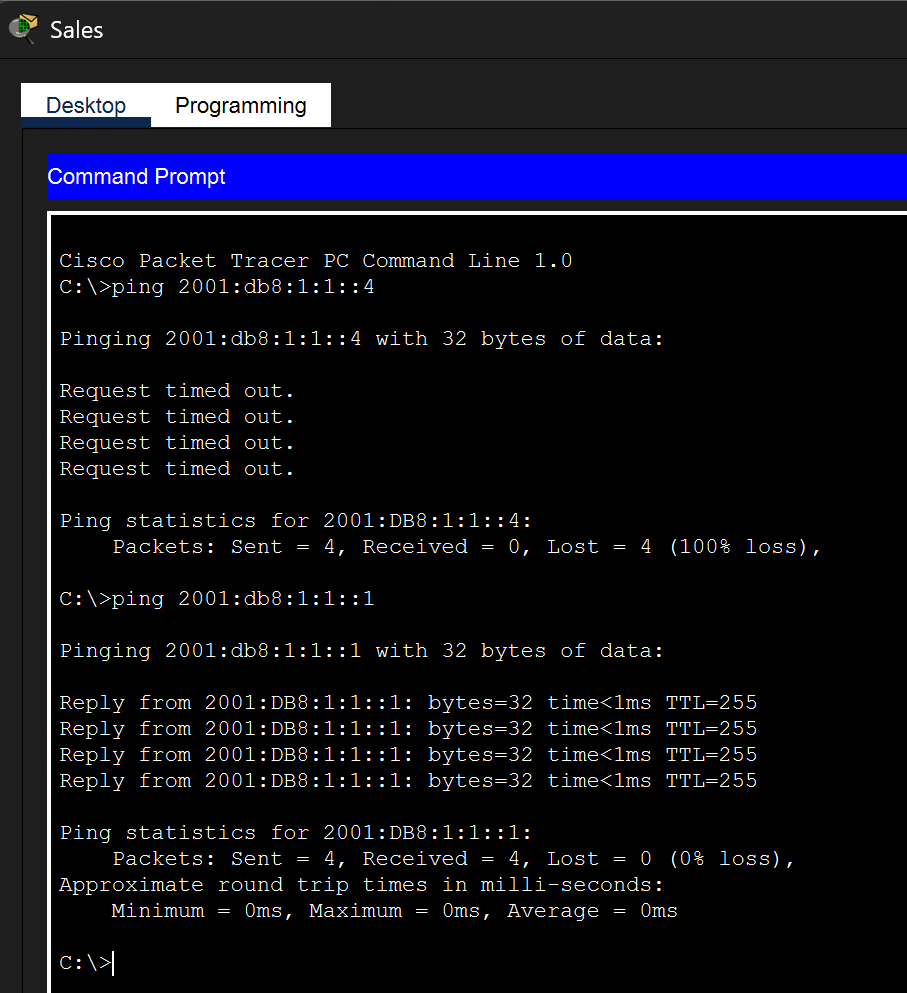 Sales
Desktop Programming
Command Prompt
Cisco Packet Tracer PC Command Line 1.0
C:\>ping 2001:db8:1:1::4
Pinging 2001:db8:1:1::4 with 32 bytes of data:
Request timed out.
Request timed out.
Request timed out.
Request timed out.
Ping statistics for 2001:DB8:1:1::4:
    Packets: Sent = 4, Received = 0, Lost = 4 (100% loss),
C:\>ping 2001:db8:1:1::1
Pinging 2001:db8:1:1::1 with 32 bytes of data:
Reply from 2001:DB8:1:1::1: bytes=32 time<1ms TTL=255
Reply from 2001:DB8:1:1::1: bytes=32 time<1ms TTL=255
Reply from 2001:DB8:1:1::1: bytes=32 time<1ms TTL=255
Reply from 2001:DB8:1:1::1: bytes=32 time<1ms TTL=255
Ping statistics for 2001:DB8:1:1::1:
    Packets: Sent = 4, Received = 4, Lost = 0 (0% loss),
Approximate round trip times in milli-seconds:
    Minimum = 0ms, Maximum = 0ms, Average = 0ms
C:\>